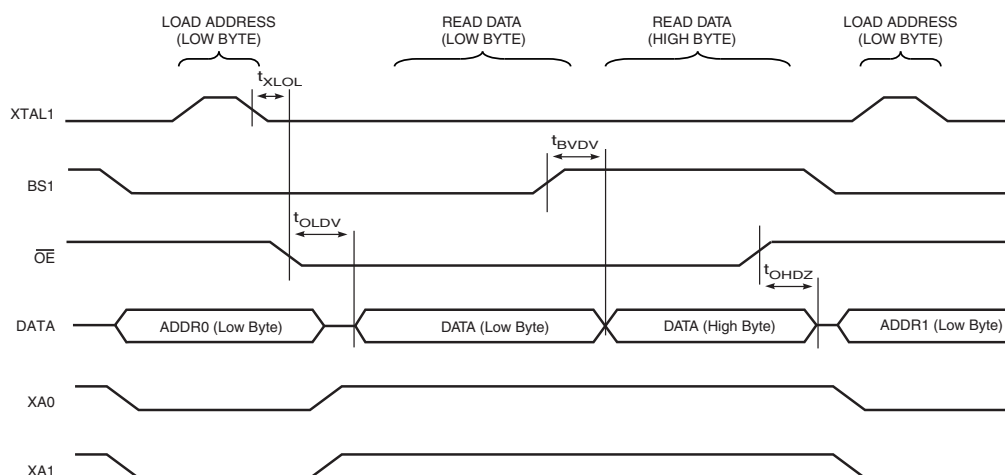 LOAD ADDRESS
(LOW BYTE)
READ DATA
(LOW BYTE)
READ DATA
(HIGH BYTE)
LOAD ADDRESS
(LOW BYTE)
tXLOL
XTAL1
tBVDV
BS1
tOLDV
OE
tOHDZ
DATA
ADDR0 (Low Byte)
DATA (Low Byte)
DATA (High Byte)
ADDR1 (Low Byte)
XA0
XA1